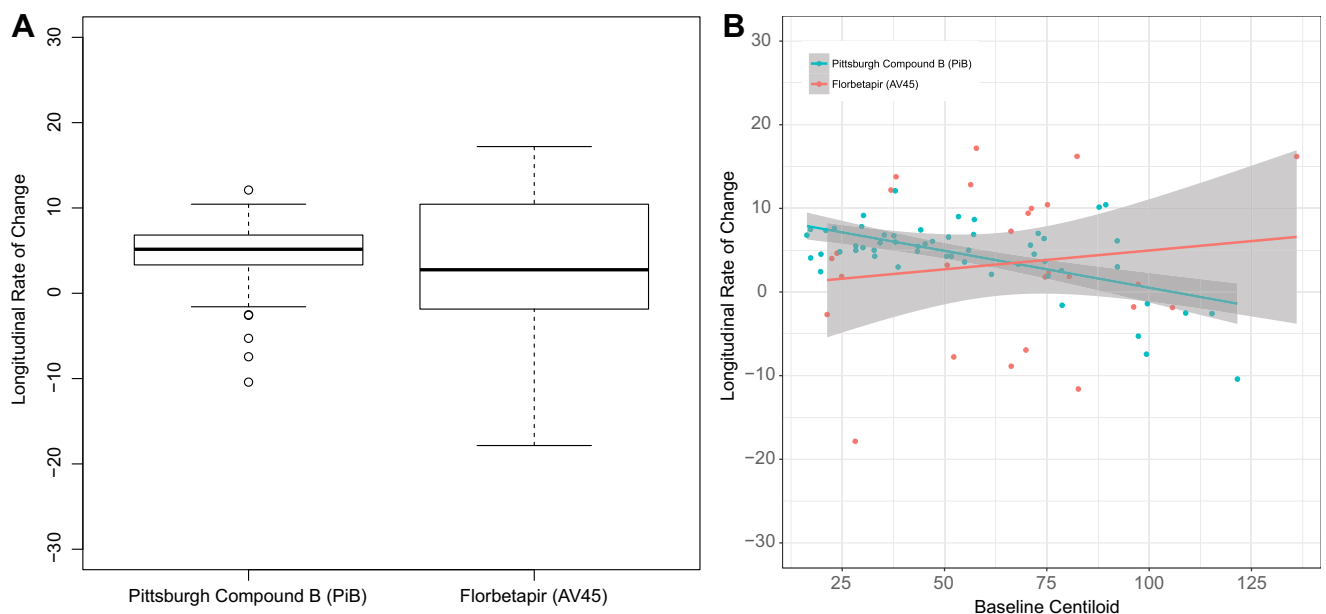 A
Longitudinal Rate of Change
30
20
10
0
−10
−20
−30
Pittsburgh Compound B (PiB)
Florbetapir (AV45)
B
Longitudinal Rate of Change
30
20
10
0
−10
−20
−30
Pittsburgh Compound B (PiB)
Florbetapir (AV45)
25
50
75
100
125
Baseline Centiloid